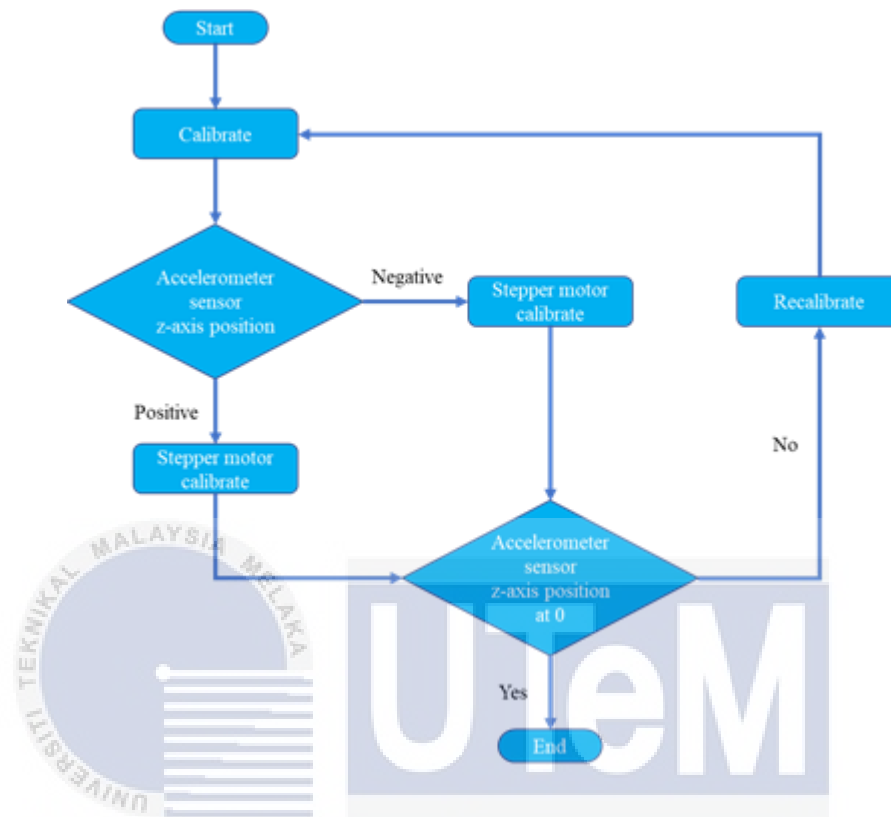 Start
Calibrate
Accelerometer
sensor
z-axis position
Negative
Stepper motor
calibrate
Recalibrate
Positive
Stepper motor
calibrate
No
Accelerometer
sensor
z-axis position
at 0
Yes
End
UNIVERSITI TEKNIKAL MALAYSIA MELAKA
UTeM